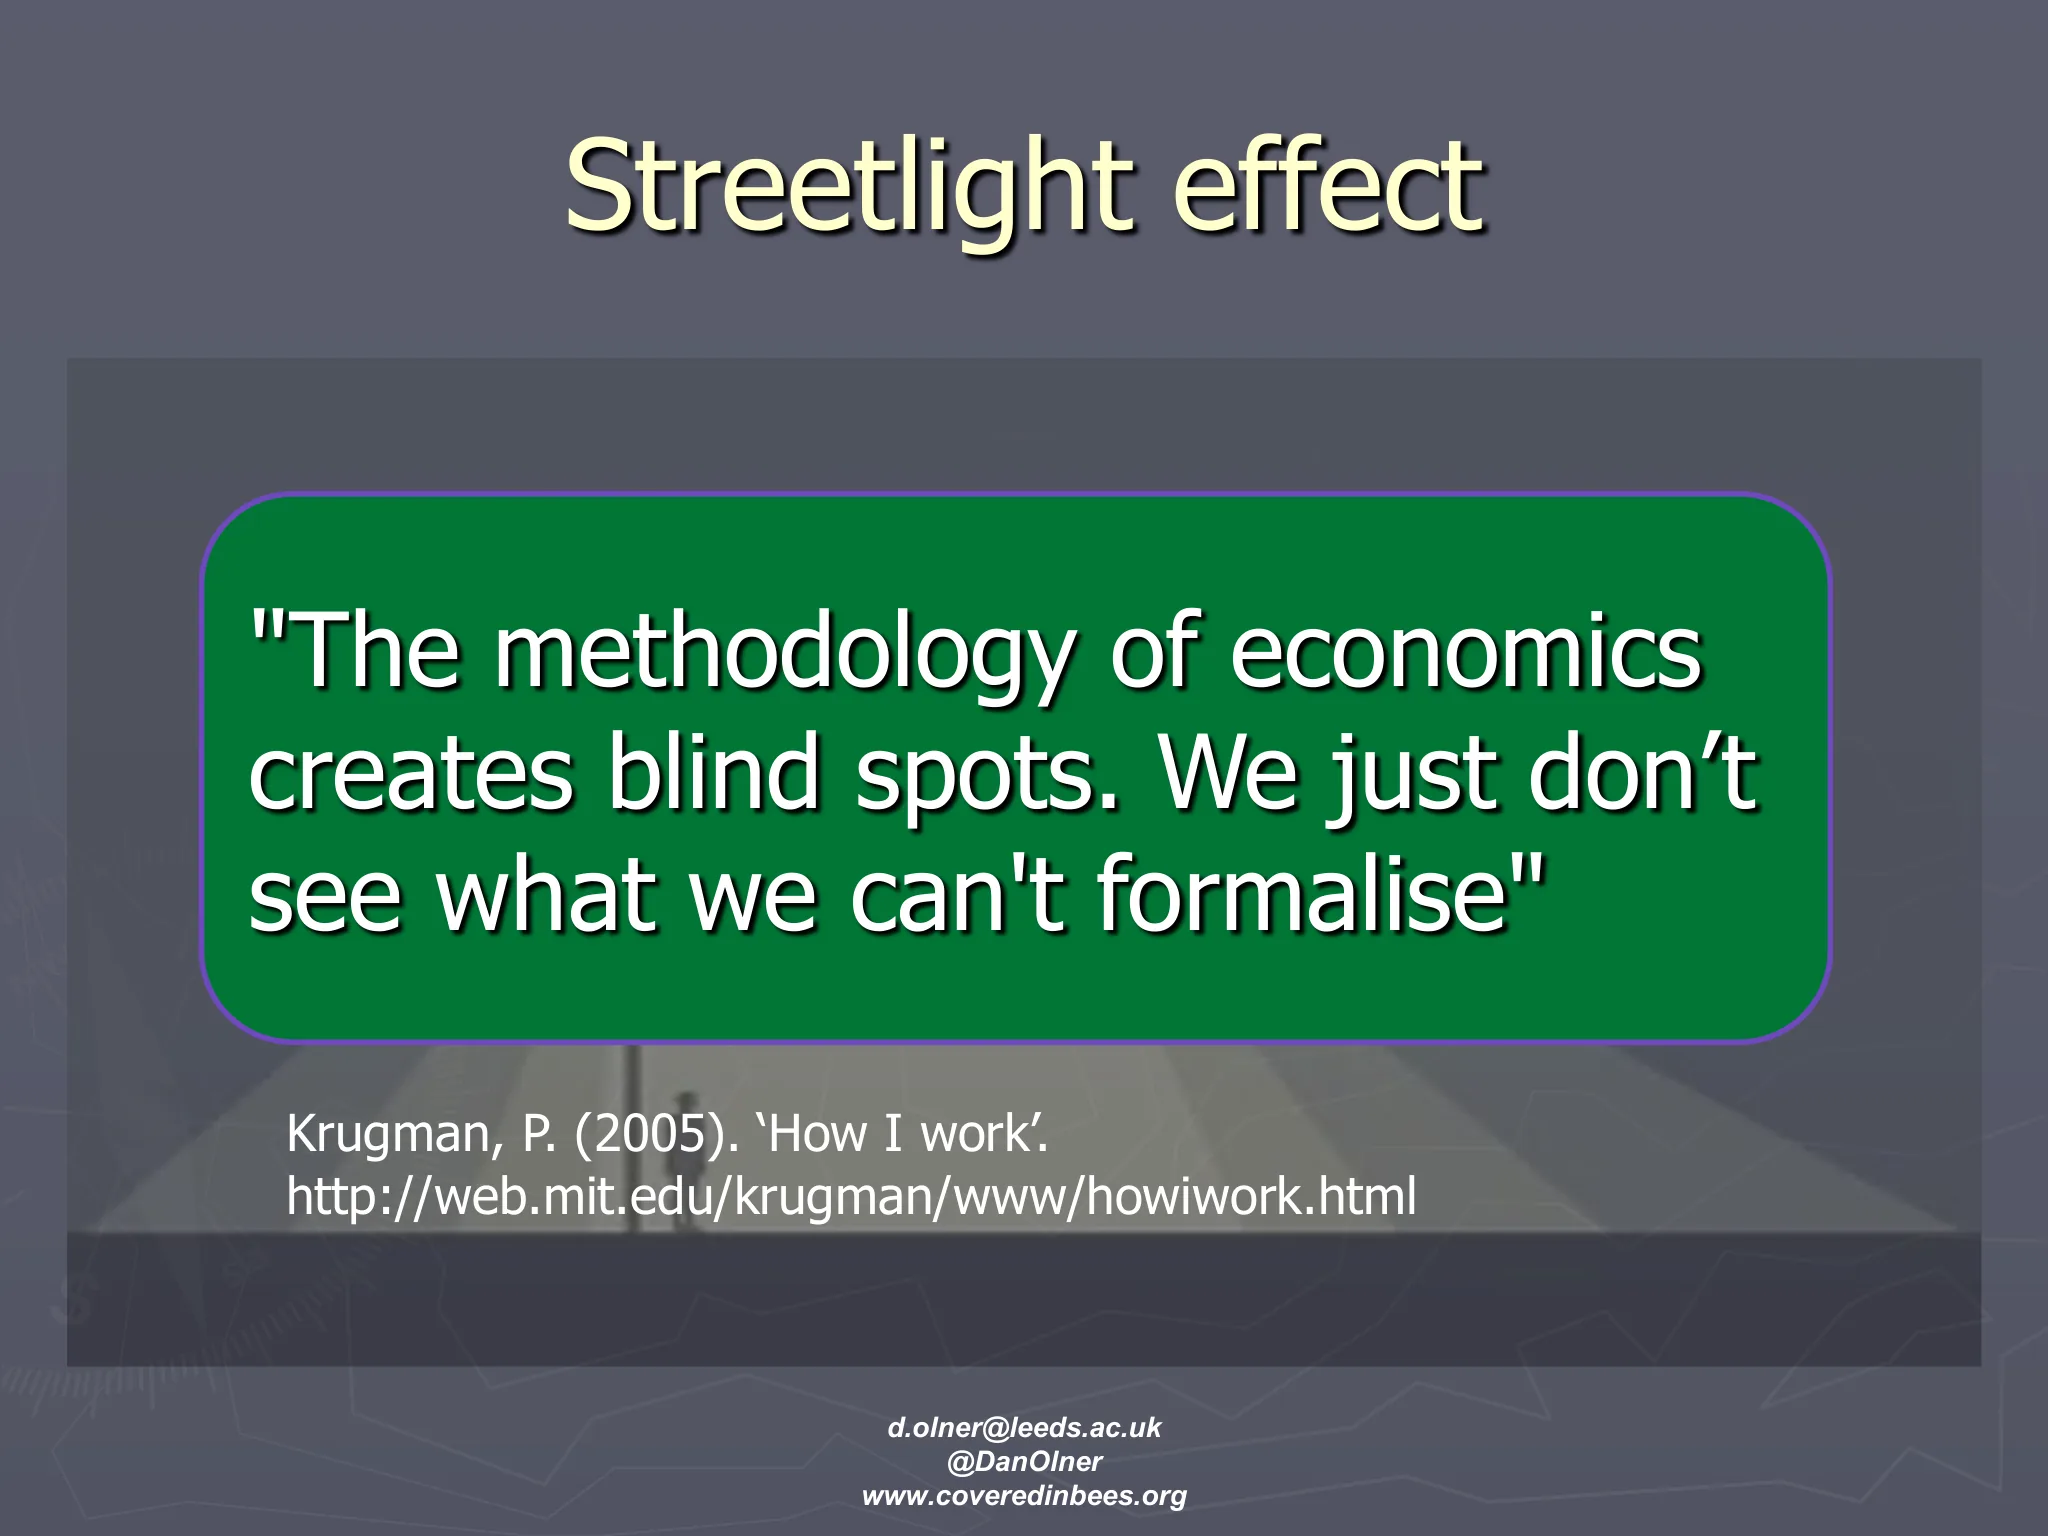 Streetlight effect
"The methodology of economics
creates blind spots. We just don’t
see what we can't formalise"
Krugman, P. (2005). ‘How I work’.
http://web.mit.edu/krugman/www/howiwork.html
d.olner@leeds.ac.uk
@DanOlner
www.coveredinbees.org